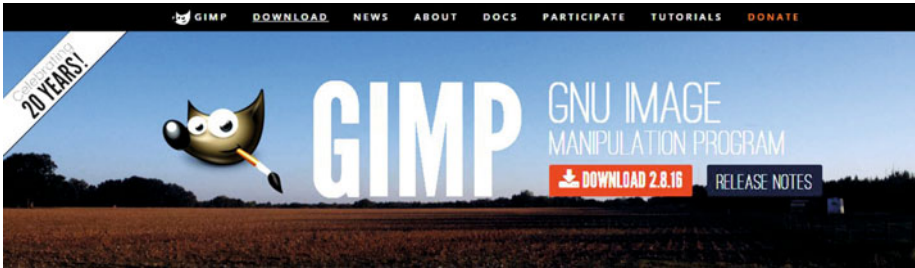 GIMP DOWNLOAD NEWS ABOUT DOCS PARTICIPATE TUTORIALS DONATE
Celebrating
20 YEARS!
GIMP
GNU IMAGE
MANIPULATION PROGRAM
DOWNLOAD 2.8.16 RELEASE NOTES